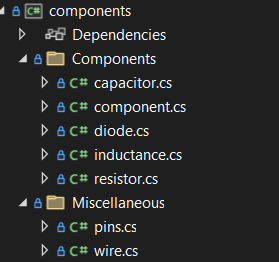 C# components
Dependencies
Components
C# capacitor.cs
C# component.cs
C# diode.cs
C# inductance.cs
C# resistor.cs
Miscellaneous
C# pins.cs
C# wire.cs